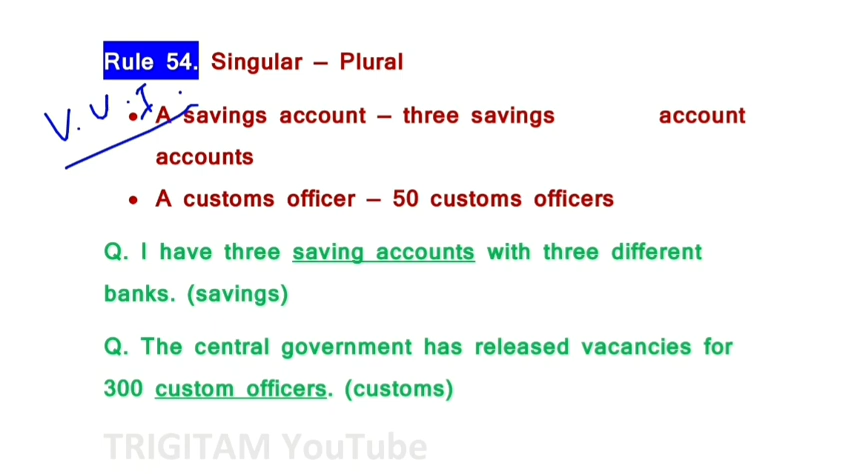 Rule 54. Singular – Plural
V.V.I.
• A savings account – three savings account
accounts
• A customs officer – 50 customs officers
Q. I have three saving accounts with three different
banks. (savings)
Q. The central government has released vacancies for
300 custom officers. (customs)
TRIGITAM YouTube